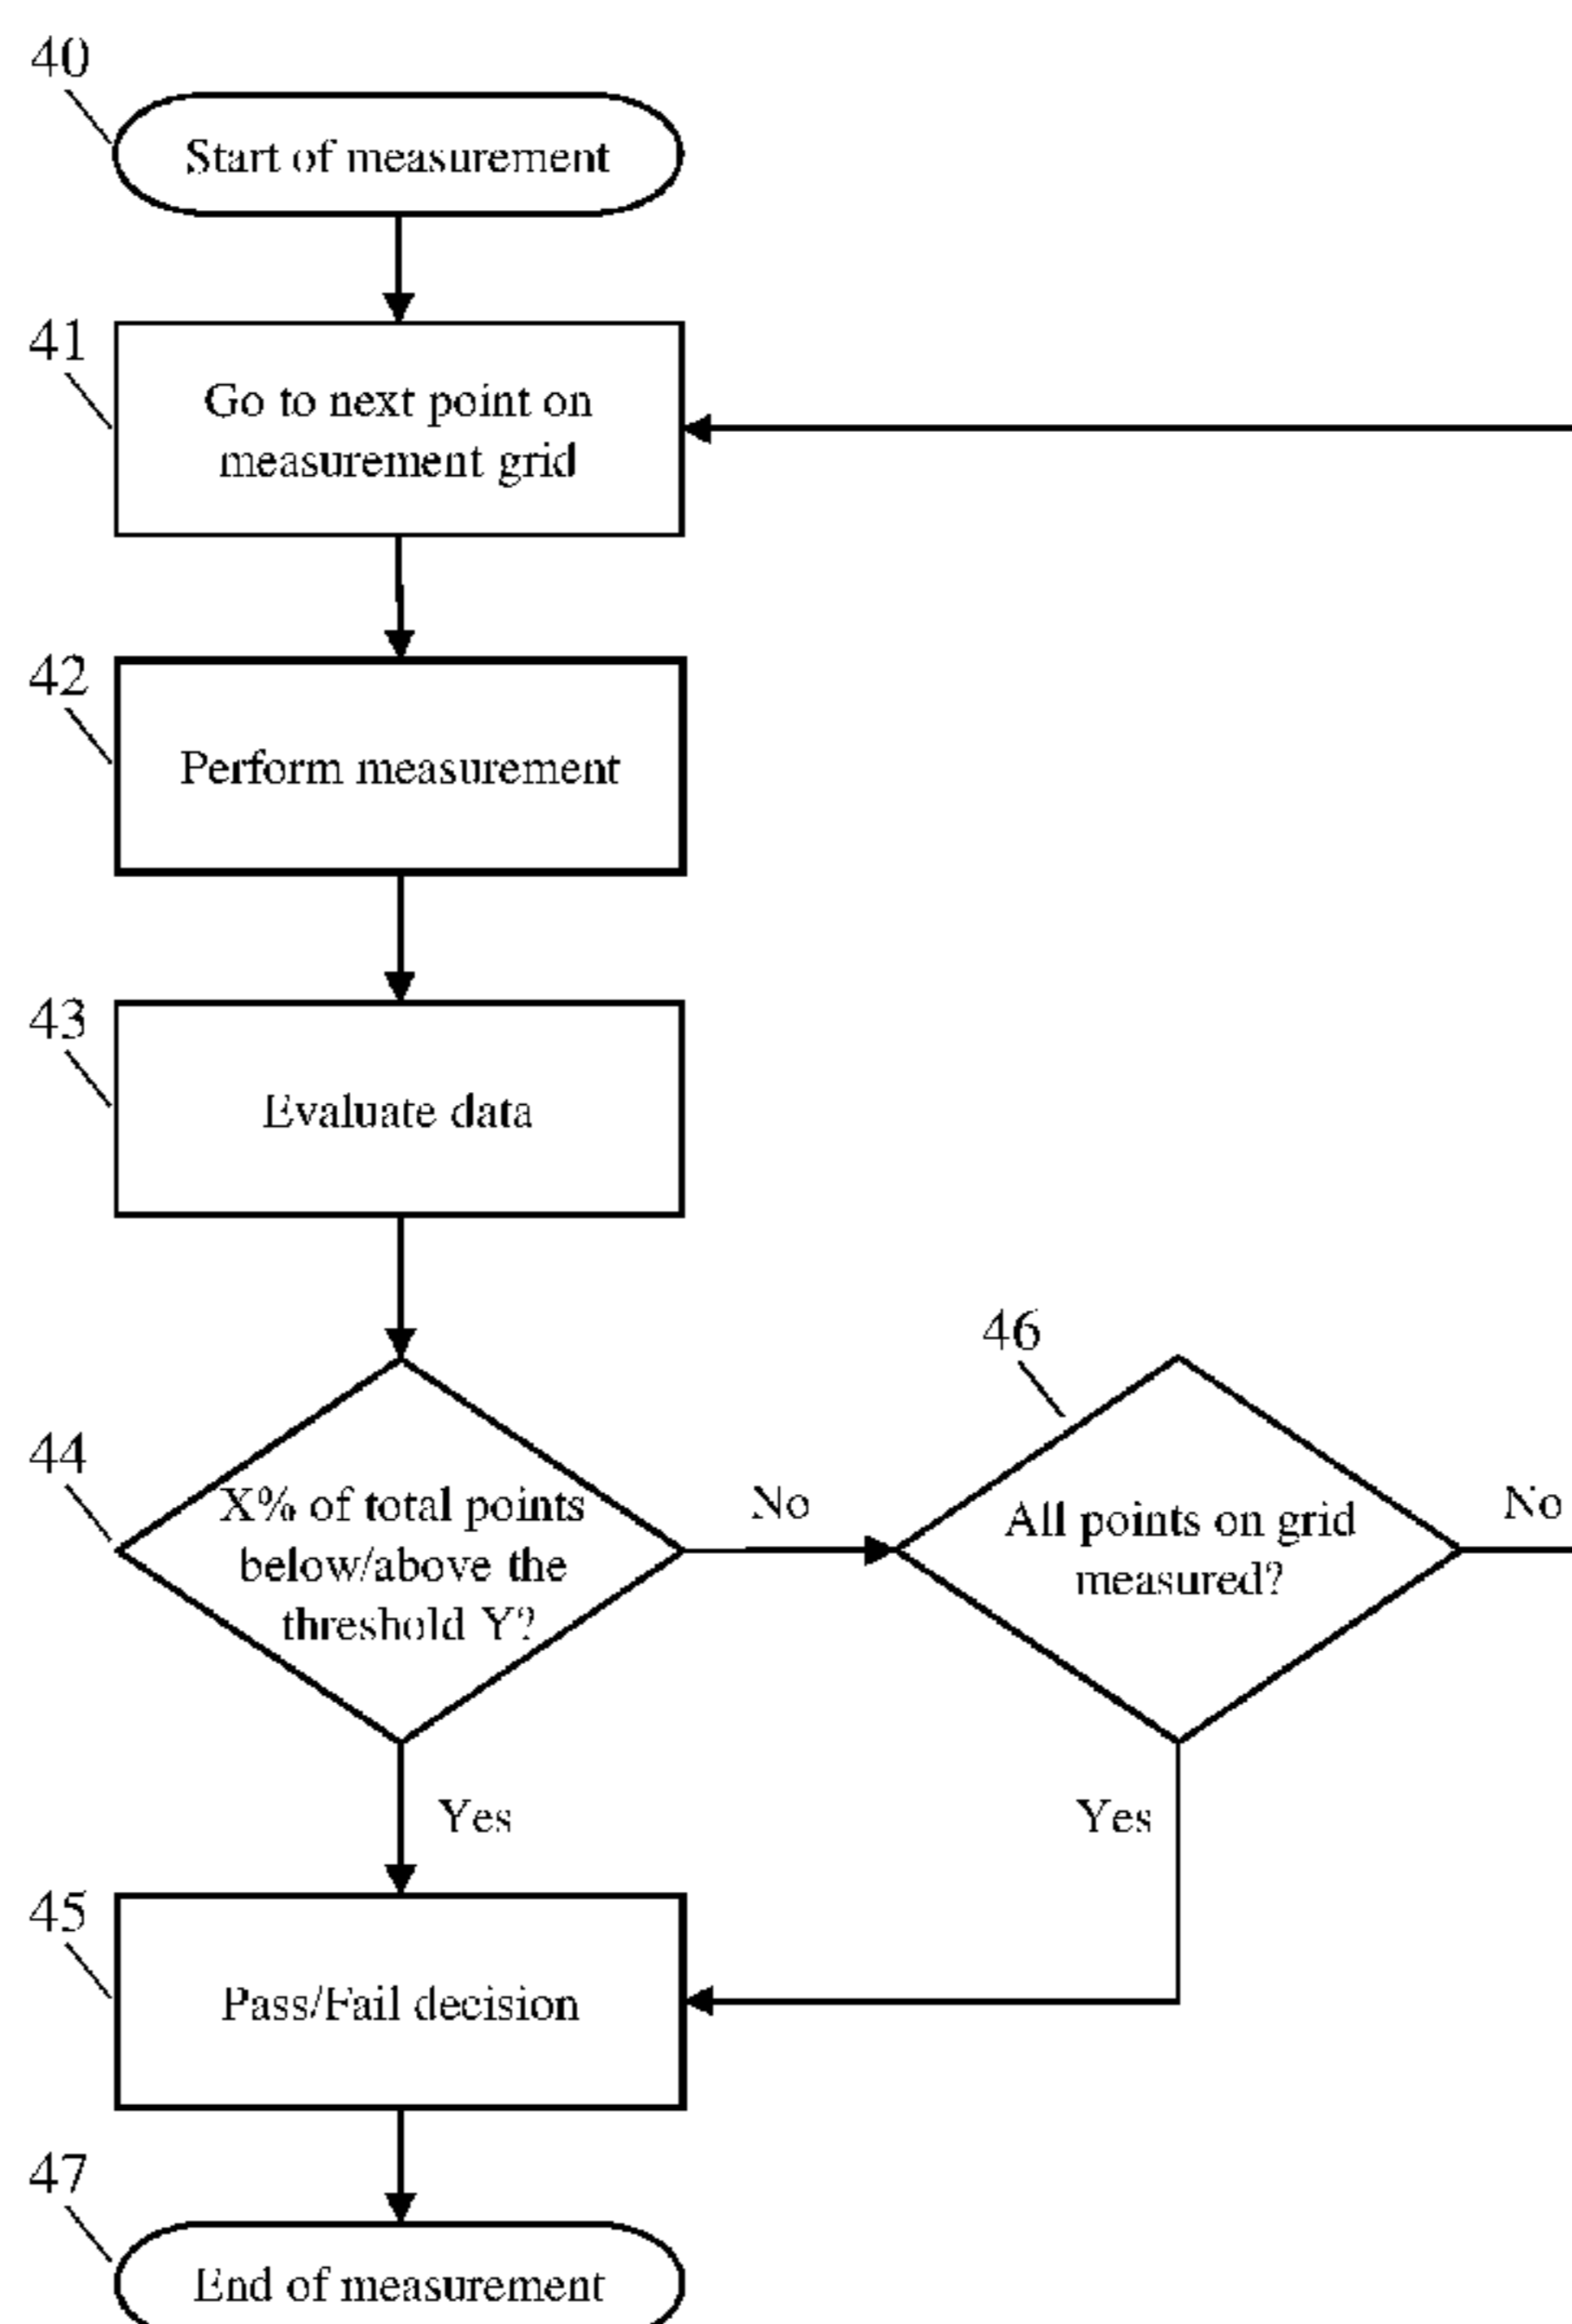 40
Start of measurement
41
Go to next point on
measurement grid
42
Perform measurement
43
Evaluate data
46
44
X% of total points
below/above the
threshold Y?
No
All points on grid
measured?
No
Yes
Yes
45
Pass/Fail decision
47
End of measurement